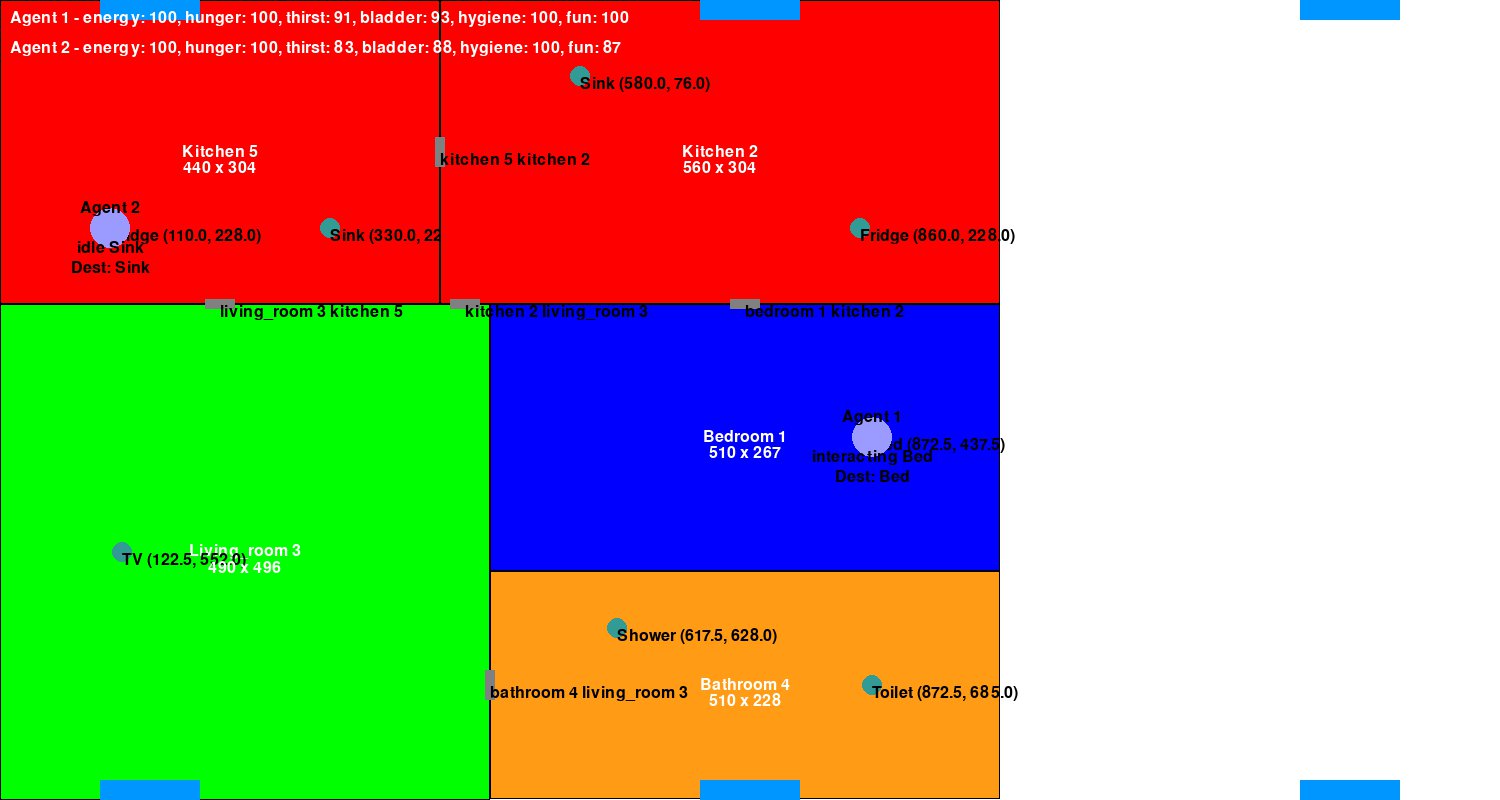 Agent 1 - energy: 100, hunger: 100, thirst: 91, bladder: 93, hygiene: 100, fun: 100
Agent 2 - energy: 100, hunger: 100, thirst: 83, bladder: 88, hygiene: 100, fun: 87
Sink (580.0, 76.0)
Kitchen 5
440 x 304
kitchen 5 kitchen 2
Kitchen 2
560 x 304
Agent 2
dge (110.0, 228.0)
idle Sink
Dest: Sink
Sink (330.0, 22
Fridge (860.0, 228.0)
living_room 3 kitchen 5
kitchen 2 living_room 3
bedroom 1 kitchen 2
Agent 1
d (872.5, 437.5)
interacting Bed
Dest: Bed
Bedroom 1
510 x 267
Living_room 3
490 x 496
TV (122.5, 552.0)
Shower (617.5, 628.0)
bathroom 4 living_room 3
Bathroom 4
510 x 228
Toilet (872.5, 685.0)